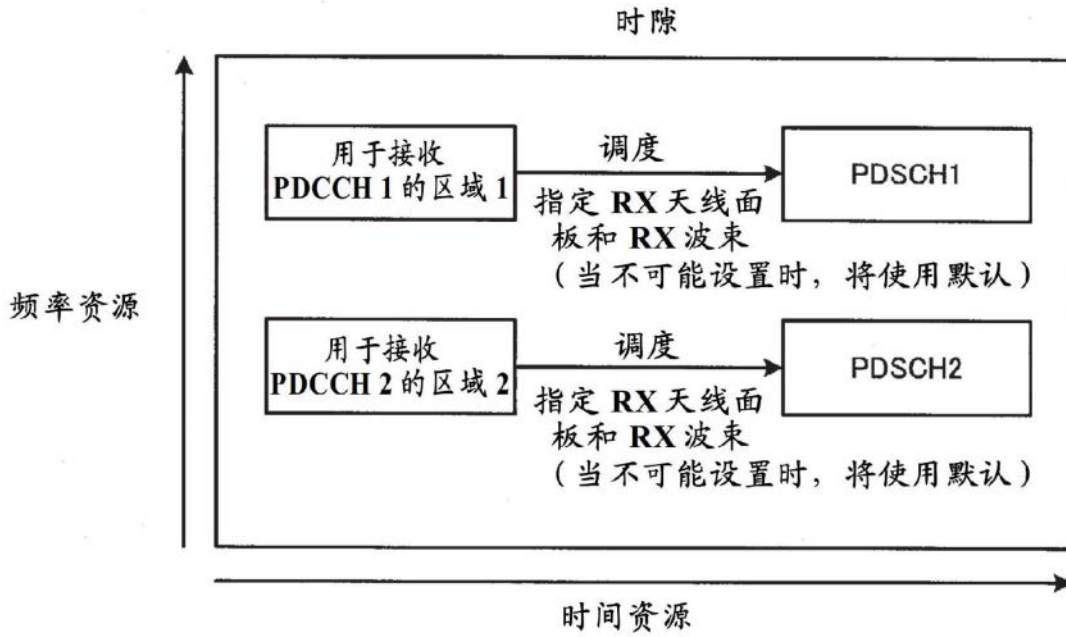 时隙
用于接收
PDCCH 1 的区域 1
调度
PDSCH1
指定 RX 天线面
板和 RX 波束
（当不可能设置时，将使用默认）
频率资源
用于接收
PDCCH 2 的区域 2
调度
PDSCH2
指定 RX 天线面
板和 RX 波束
（当不可能设置时，将使用默认）
时间资源